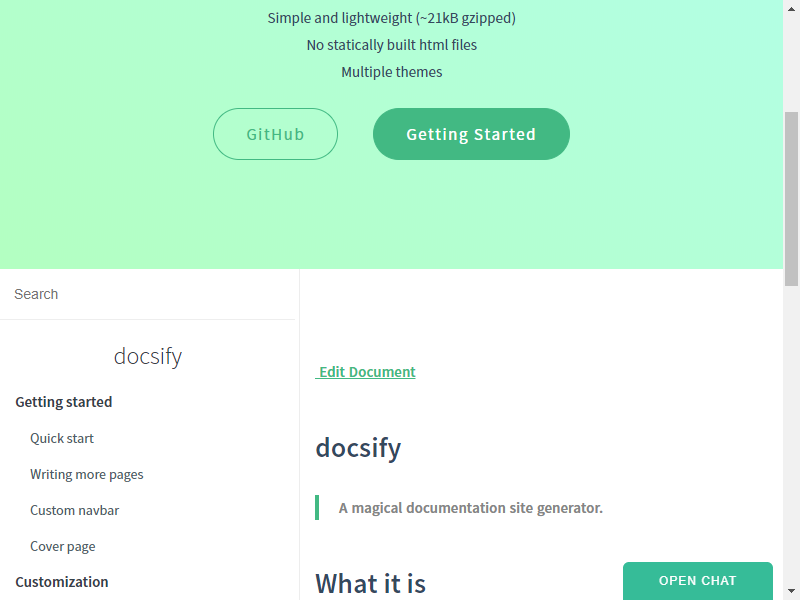 Simple and lightweight (~21kB gzipped)
No statically built html files
Multiple themes
GitHub
Getting Started
Search
docsify
Getting started
Quick start
Writing more pages
Custom navbar
Cover page
Customization
Edit Document
docsify
A magical documentation site generator.
What it is
OPEN CHAT